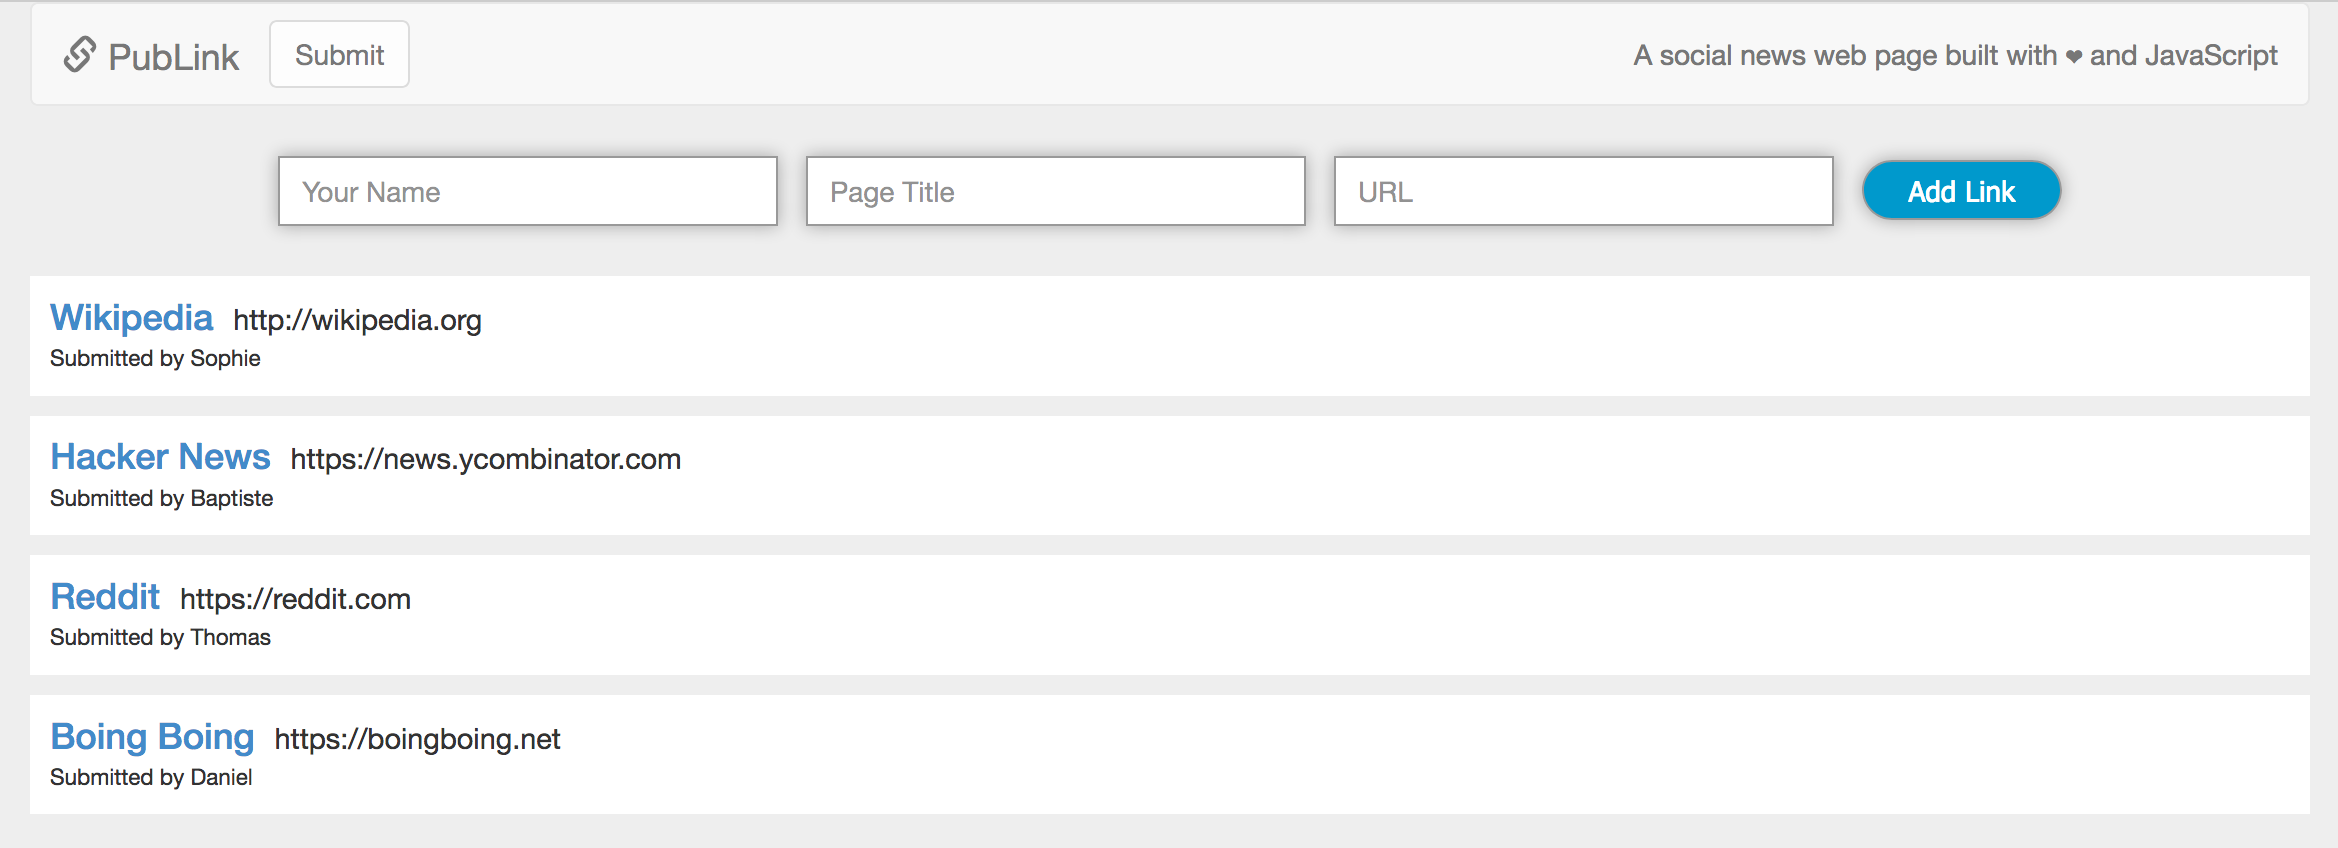 PubLink Submit A social news web page built with ❤ and JavaScript
Your Name Page Title URL Add Link
Wikipedia http://wikipedia.org
Submitted by Sophie
Hacker News https://news.ycombinator.com
Submitted by Baptiste
Reddit https://reddit.com
Submitted by Thomas
Boing Boing https://boingboing.net
Submitted by Daniel